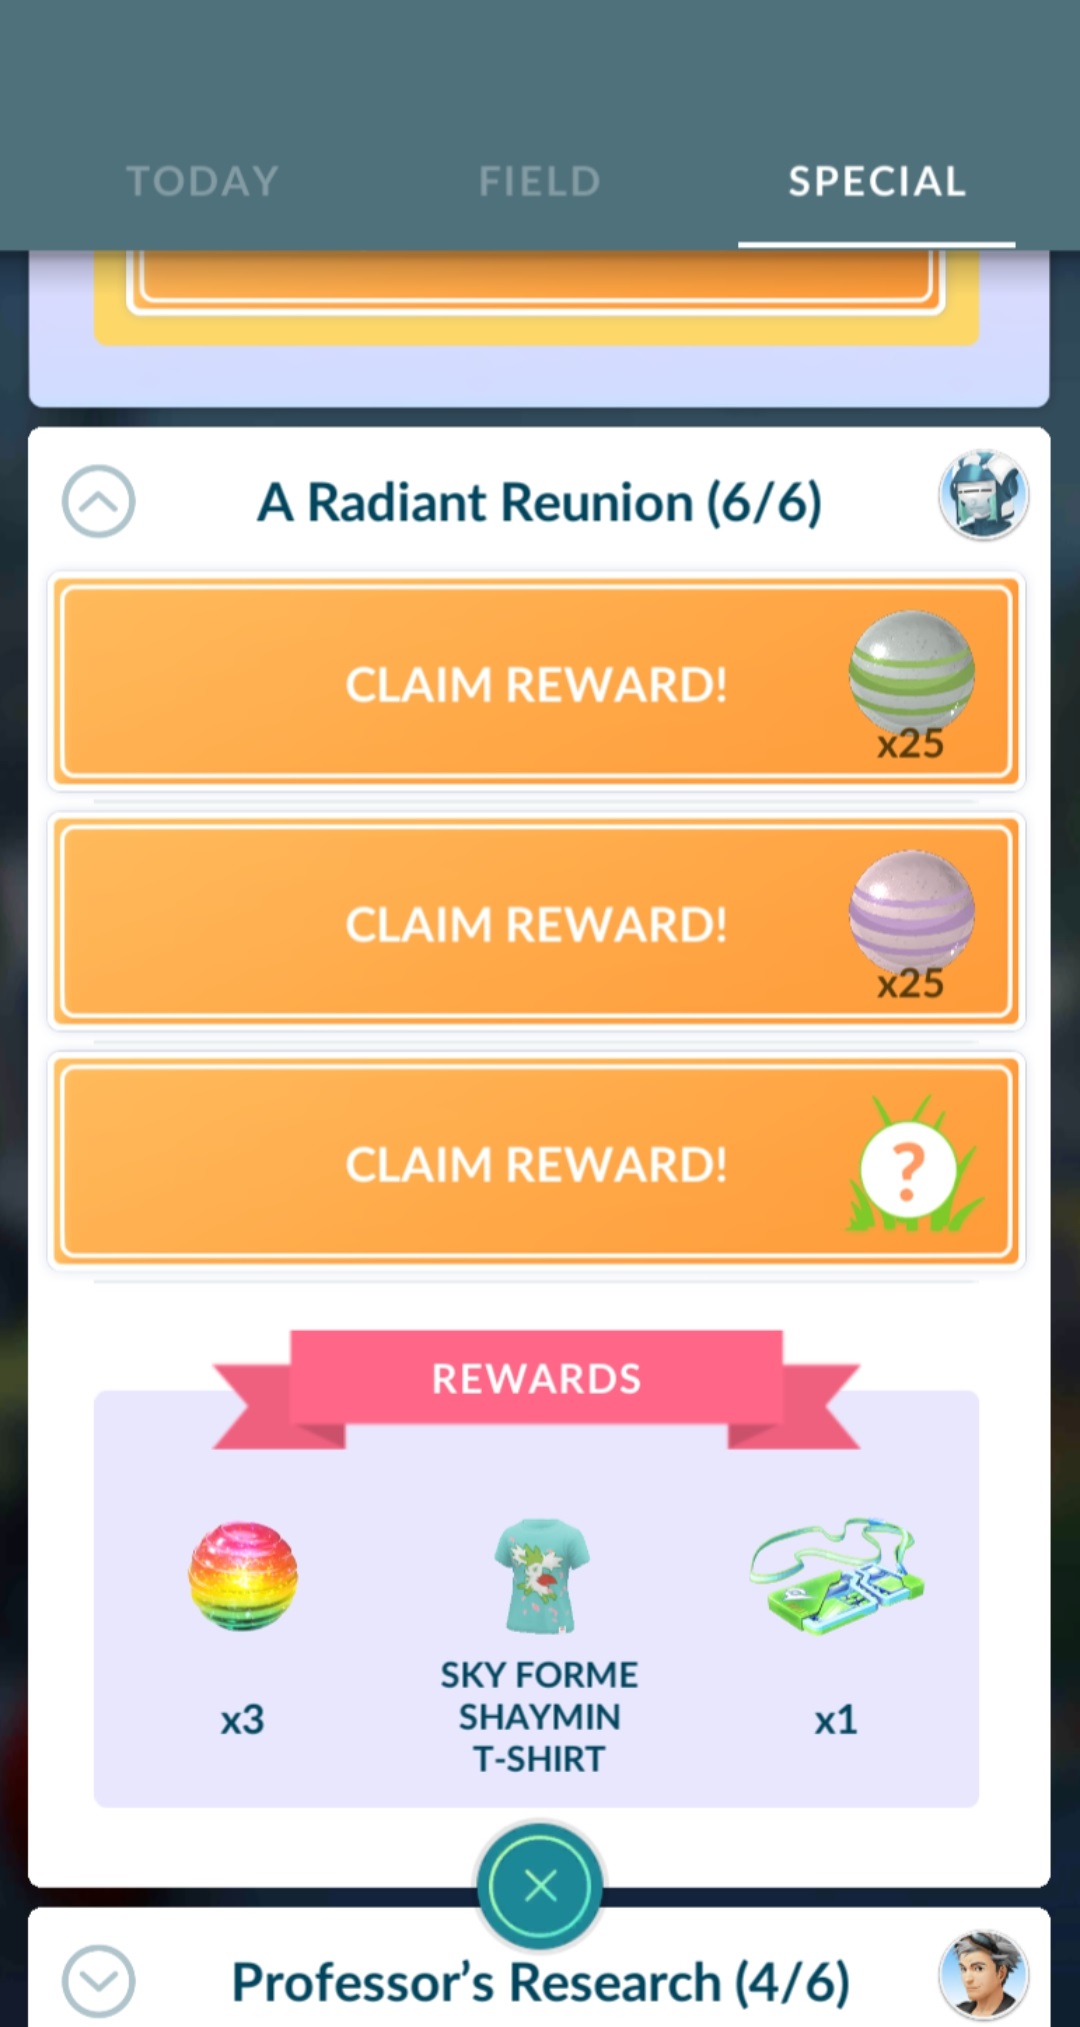 TODAY
FIELD
SPECIAL
A Radiant Reunion (6/6)
CLAIM REWARD!
x25
CLAIM REWARD!
x25
CLAIM REWARD!
?
REWARDS
x3
SKY FORME
SHAYMIN
T-SHIRT
x1
Professor’s Research (4/6)